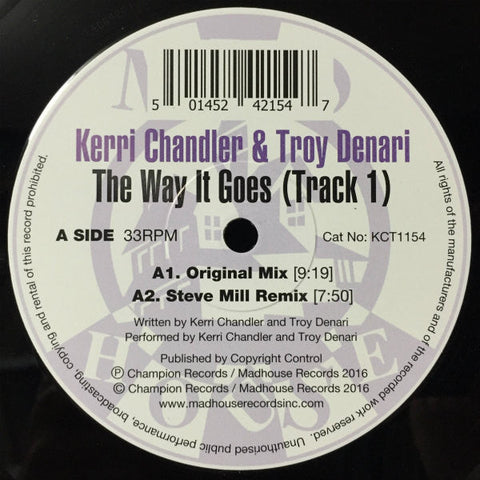 M A D
5 01452 42154 7
Kerri Chandler & Troy Denari
The Way It Goes (Track 1)
A SIDE 33RPM
Cat No: KCT1154
A1. Original Mix [9:19]
A2. Steve Mill Remix [7:50]
Written by Kerri Chandler and Troy Denari
Performed by Kerri Chandler and Troy Denari
Published by Copyright Control
Ⓟ Champion Records / Madhouse Records 2016
© Champion Records / Madhouse Records 2016
www.madhouserecordsinc.com
HOUSE
All rights of the manufacturers and of the recorded work reserved. Unauthorised public performance, broadcasting, copying and rental of this record prohibited.